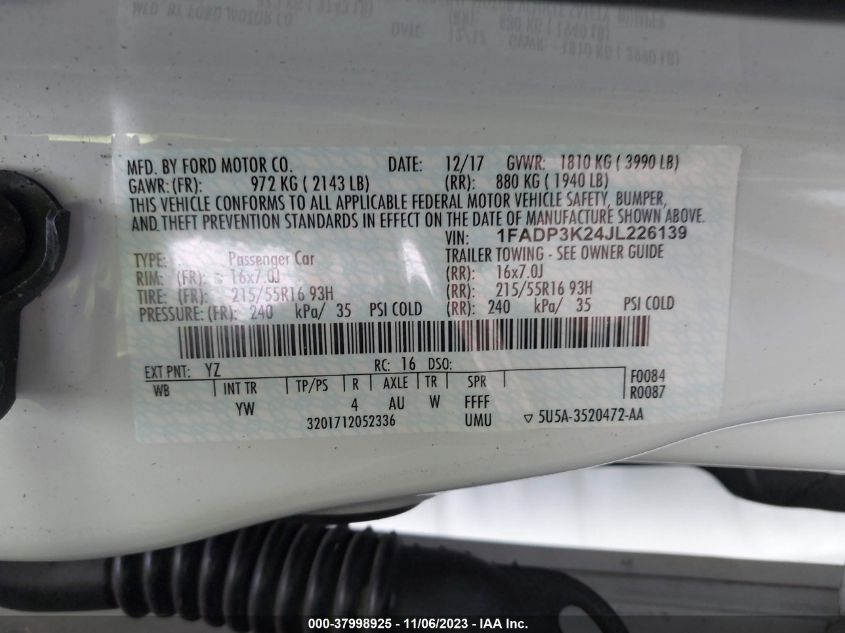 MFD. BY FORD MOTOR CO. DATE: 12/17 GVWR: 1810 KG ( 3990 LB)
GAWR: (FR): 972 KG ( 2143 LB) (RR): 880 KG ( 1940 LB)
THIS VEHICLE CONFORMS TO ALL APPLICABLE FEDERAL MOTOR VEHICLE SAFETY, BUMPER,
AND THEFT PREVENTION STANDARDS IN EFFECT ON THE DATE OF MANUFACTURE SHOWN ABOVE.
VIN: 1FADP3K24JL226139
TYPE: Passenger Car TRAILER TOWING - SEE OWNER GUIDE
RIM: (FR): 16x7.0J (RR): 16x7.0J
TIRE: (FR): 215/55R16 93H (RR): 215/55R16 93H
PRESSURE: (FR): 240 kPa/ 35 PSI COLD (RR): 240 kPa/ 35 PSI COLD
EXT PNT: YZ RC: 16 DSO:
WB INT TR TP/PS R AXLE TR SPR F0084
YW 4 AU W FFFF R0087
3201712052336 UMU ▽ 5U5A-3520472-AA
000-37998925 - 11/06/2023 - IAA Inc.